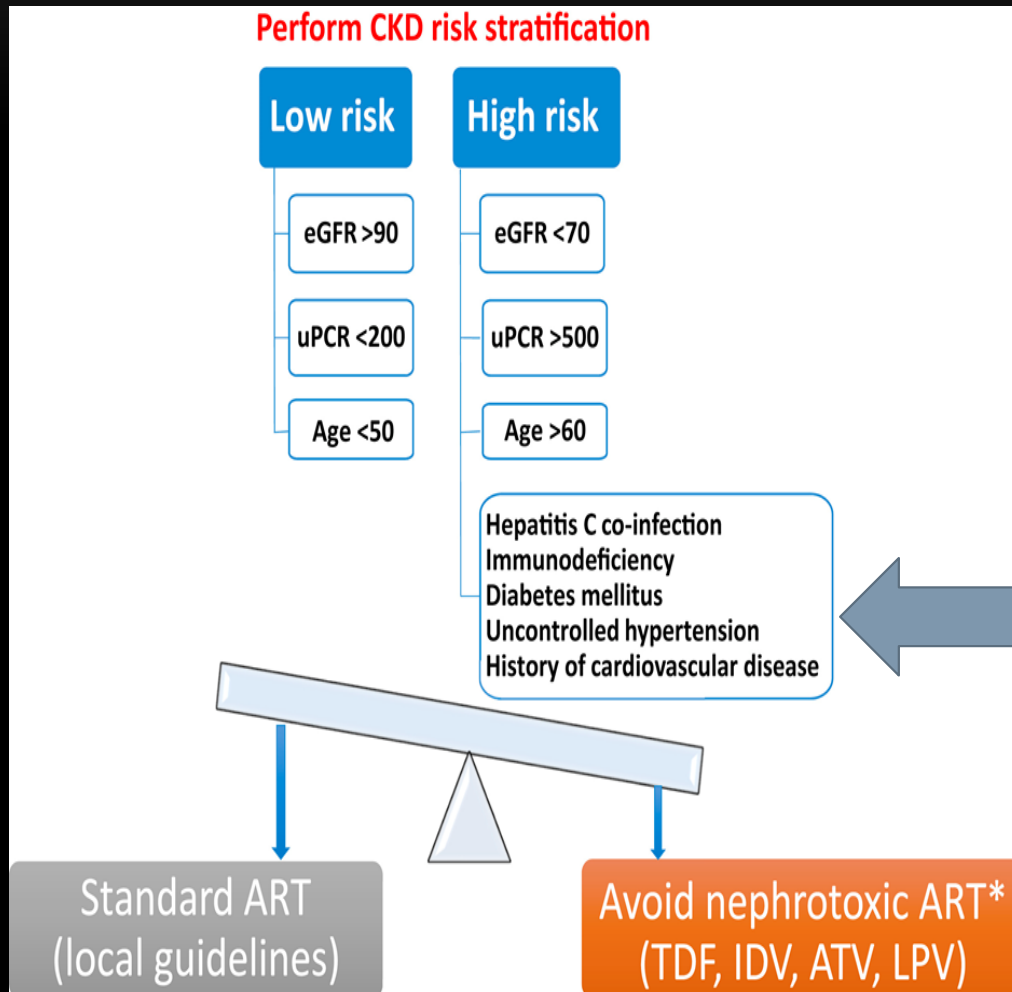 Perform CKD risk stratification
Low risk
High risk
eGFR >90
eGFR <70
uPCR <200
uPCR >500
Age <50
Age >60
Hepatitis C co-infection
Immunodeficiency
Diabetes mellitus
Uncontrolled hypertension
History of cardiovascular disease
Standard ART
(local guidelines)
Avoid nephrotoxic ART*
(TDF, IDV, ATV, LPV)